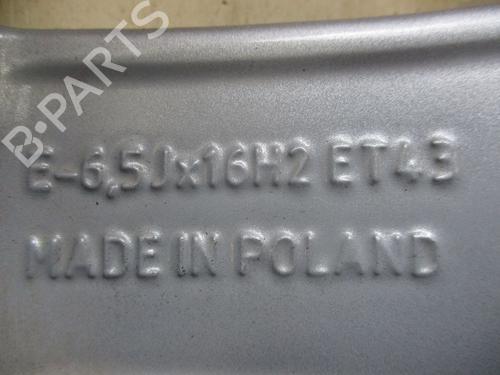 B-PARTS
E-6,5Jx16H2 ET43
MADE IN POLAND